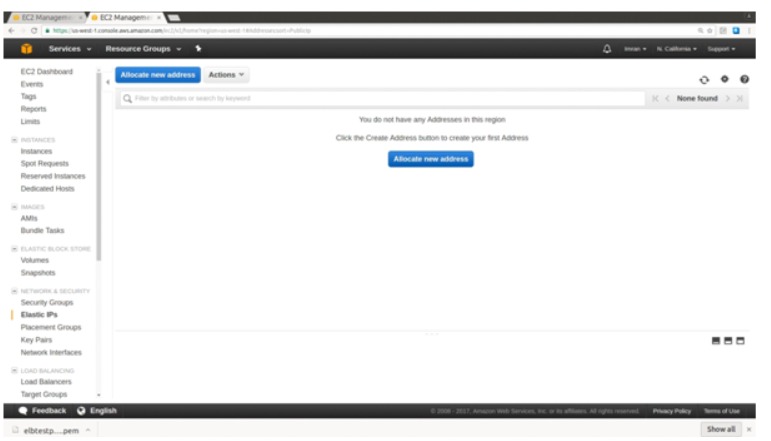 EC2 Management × EC2 Management ×
https://us-west-1.console.aws.amazon.com/ec2/v2/home?region=us-west-1#Addresses:sort=PublicIp
Services Resource Groups Imran N. California Support
EC2 Dashboard
Events
Tags
Reports
Limits
INSTANCES
Instances
Spot Requests
Reserved Instances
Dedicated Hosts
IMAGES
AMIs
Bundle Tasks
ELASTIC BLOCK STORE
Volumes
Snapshots
NETWORK & SECURITY
Security Groups
Elastic IPs
Placement Groups
Key Pairs
Network Interfaces
LOAD BALANCING
Load Balancers
Target Groups
Allocate new address Actions
Filter by attributes or search by keyword None found
You do not have any Addresses in this region
Click the Create Address button to create your first Address
Allocate new address
Feedback English © 2008 - 2017, Amazon Web Services, Inc. or its affiliates. All rights reserved. Privacy Policy Terms of Use
elbtestp....pem Show all ×